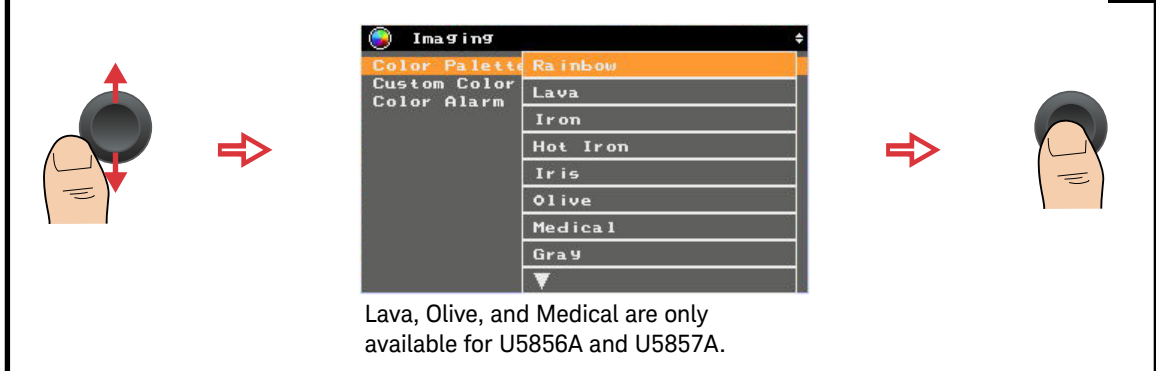 Imaging
Color Palette
Custom Color
Color Alarm
Rainbow
Lava
Iron
Hot Iron
Iris
Olive
Medical
Gray
Lava, Olive, and Medical are only
available for U5856A and U5857A.